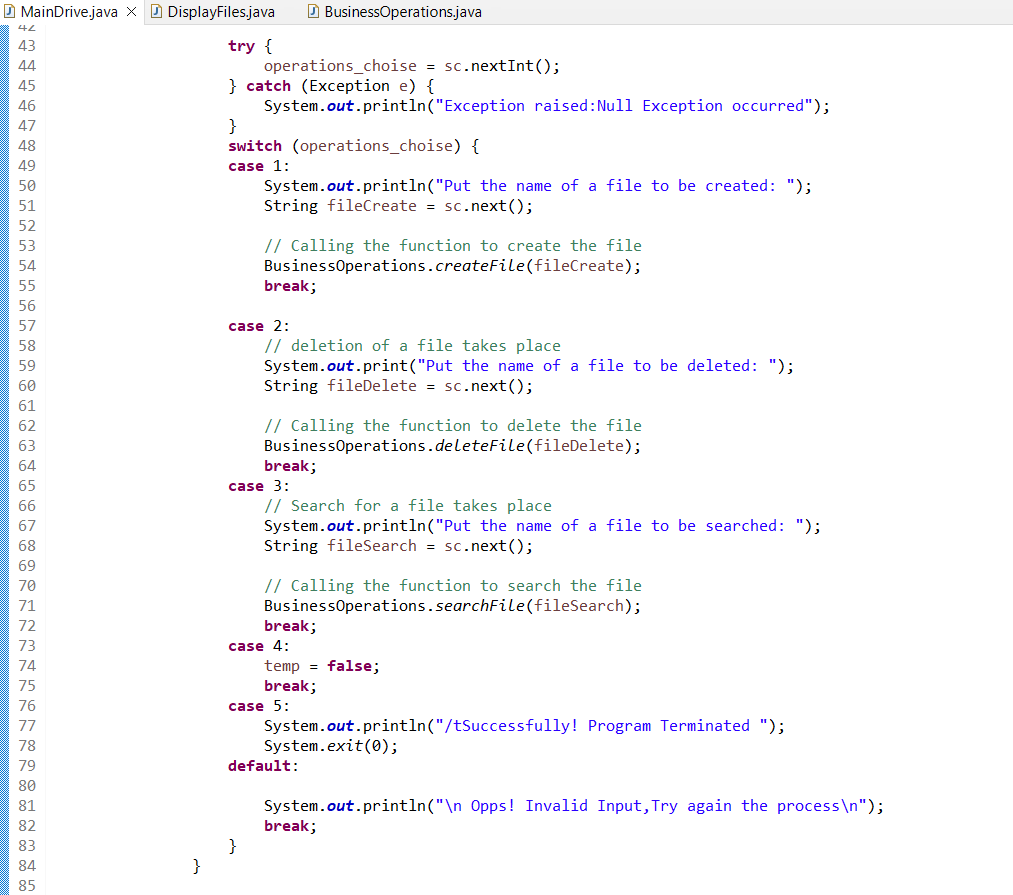 MainDrive.java × DisplayFiles.java BusinessOperations.java
42
43 try {
44 operations_choise = sc.nextInt();
45 } catch (Exception e) {
46 System.out.println("Exception raised:Null Exception occurred");
47 }
48 switch (operations_choise) {
49 case 1:
50 System.out.println("Put the name of a file to be created: ");
51 String fileCreate = sc.next();
52
53 // Calling the function to create the file
54 BusinessOperations.createFile(fileCreate);
55 break;
56
57 case 2:
58 // deletion of a file takes place
59 System.out.print("Put the name of a file to be deleted: ");
60 String fileDelete = sc.next();
61
62 // Calling the function to delete the file
63 BusinessOperations.deleteFile(fileDelete);
64 break;
65 case 3:
66 // Search for a file takes place
67 System.out.println("Put the name of a file to be searched: ");
68 String fileSearch = sc.next();
69
70 // Calling the function to search the file
71 BusinessOperations.searchFile(fileSearch);
72 break;
73 case 4:
74 temp = false;
75 break;
76 case 5:
77 System.out.println("/tSuccessfully! Program Terminated ");
78 System.exit(0);
79 default:
80
81 System.out.println("\n Opps! Invalid Input,Try again the process\n");
82 break;
83 }
84 }
85